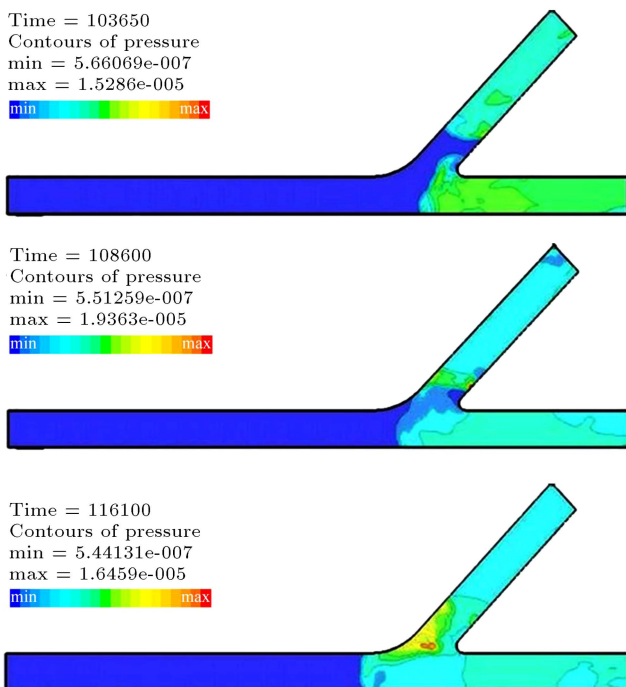 Time = 103650
Contours of pressure
min = 5.66069e-007
max = 1.5286e-005
min max
Time = 108600
Contours of pressure
min = 5.51259e-007
max = 1.9363e-005
min max
Time = 116100
Contours of pressure
min = 5.44131e-007
max = 1.6459e-005
min max